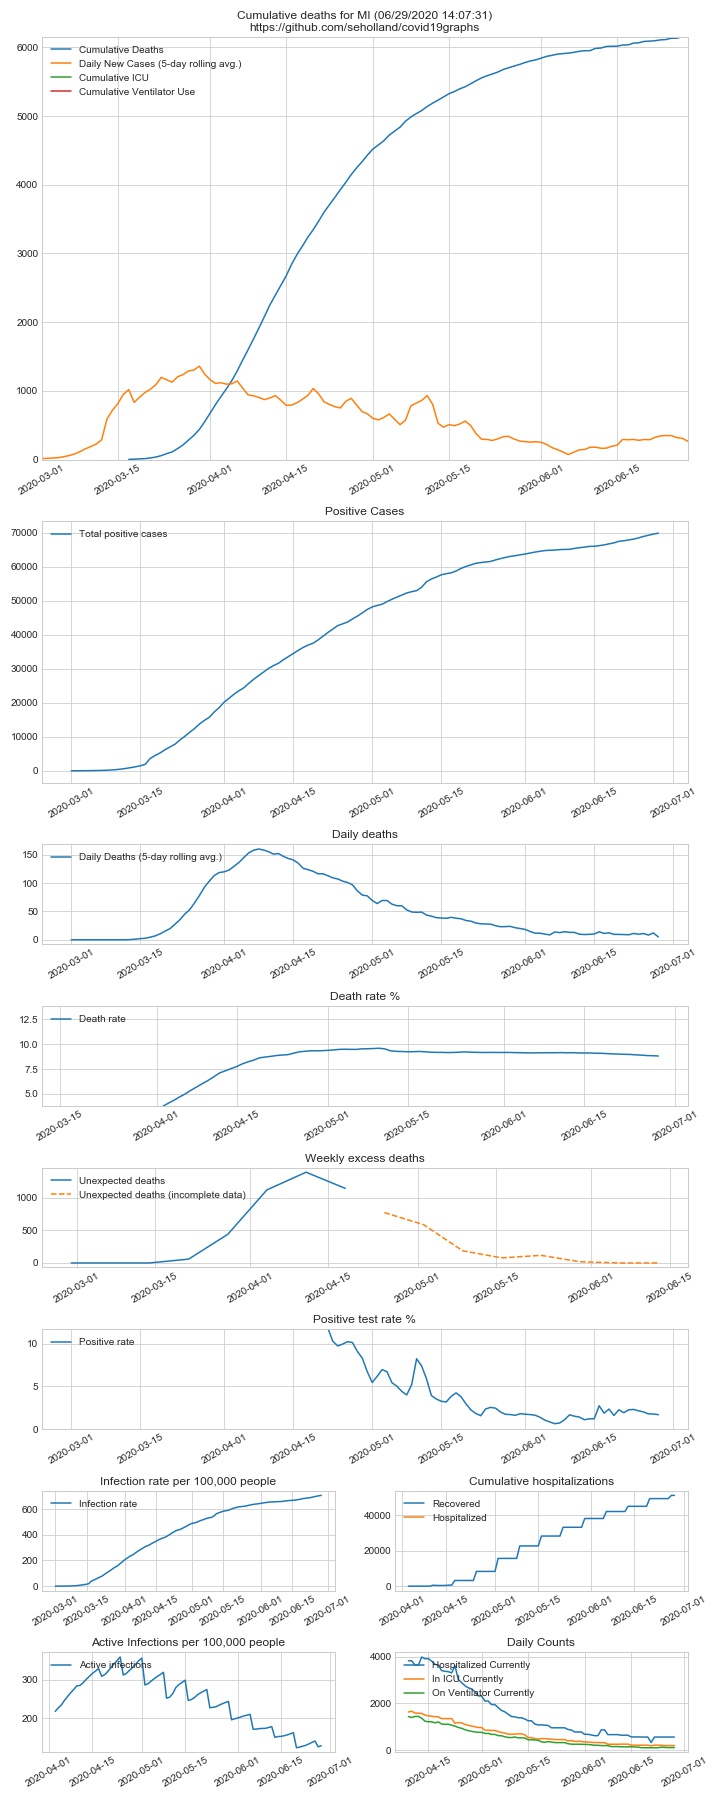 Cumulative deaths for MI (06/29/2020 14:07:31)
https://github.com/seholland/covid19graphs
6000
5000
4000
3000
2000
1000
0
Cumulative Deaths
Daily New Cases (5-day rolling avg.)
Cumulative ICU
Cumulative Ventilator Use
2020-03-01 2020-03-15 2020-04-01 2020-04-15 2020-05-01 2020-05-15 2020-06-01 2020-06-15
Positive Cases
70000
60000
50000
40000
30000
20000
10000
0
Total positive cases
2020-03-01 2020-03-15 2020-04-01 2020-04-15 2020-05-01 2020-05-15 2020-06-01 2020-06-15 2020-07-01
Daily deaths
150
100
50
0
Daily Deaths (5-day rolling avg.)
2020-03-01 2020-03-15 2020-04-01 2020-04-15 2020-05-01 2020-05-15 2020-06-01 2020-06-15 2020-07-01
Death rate %
12.5
10.0
7.5
5.0
Death rate
2020-03-15 2020-04-01 2020-04-15 2020-05-01 2020-05-15 2020-06-01 2020-06-15 2020-07-01
Weekly excess deaths
1000
500
0
Unexpected deaths
Unexpected deaths (incomplete data)
2020-03-01 2020-03-15 2020-04-01 2020-04-15 2020-05-01 2020-05-15 2020-06-01 2020-06-15
Positive test rate %
10
5
0
Positive rate
2020-03-01 2020-03-15 2020-04-01 2020-04-15 2020-05-01 2020-05-15 2020-06-01 2020-06-15 2020-07-01
Infection rate per 100,000 people
600
400
200
0
Infection rate
2020-03-01 2020-03-15 2020-04-01 2020-04-15 2020-05-01 2020-05-15 2020-06-01 2020-06-15 2020-07-01
Cumulative hospitalizations
40000
20000
0
Recovered
Hospitalized
2020-04-01 2020-04-15 2020-05-01 2020-05-15 2020-06-01 2020-06-15 2020-07-01
Active Infections per 100,000 people
300
200
Active infections
2020-04-01 2020-04-15 2020-05-01 2020-05-15 2020-06-01 2020-06-15 2020-07-01
Daily Counts
4000
2000
0
Hospitalized Currently
In ICU Currently
On Ventilator Currently
2020-04-15 2020-05-01 2020-05-15 2020-06-01 2020-06-15 2020-07-01